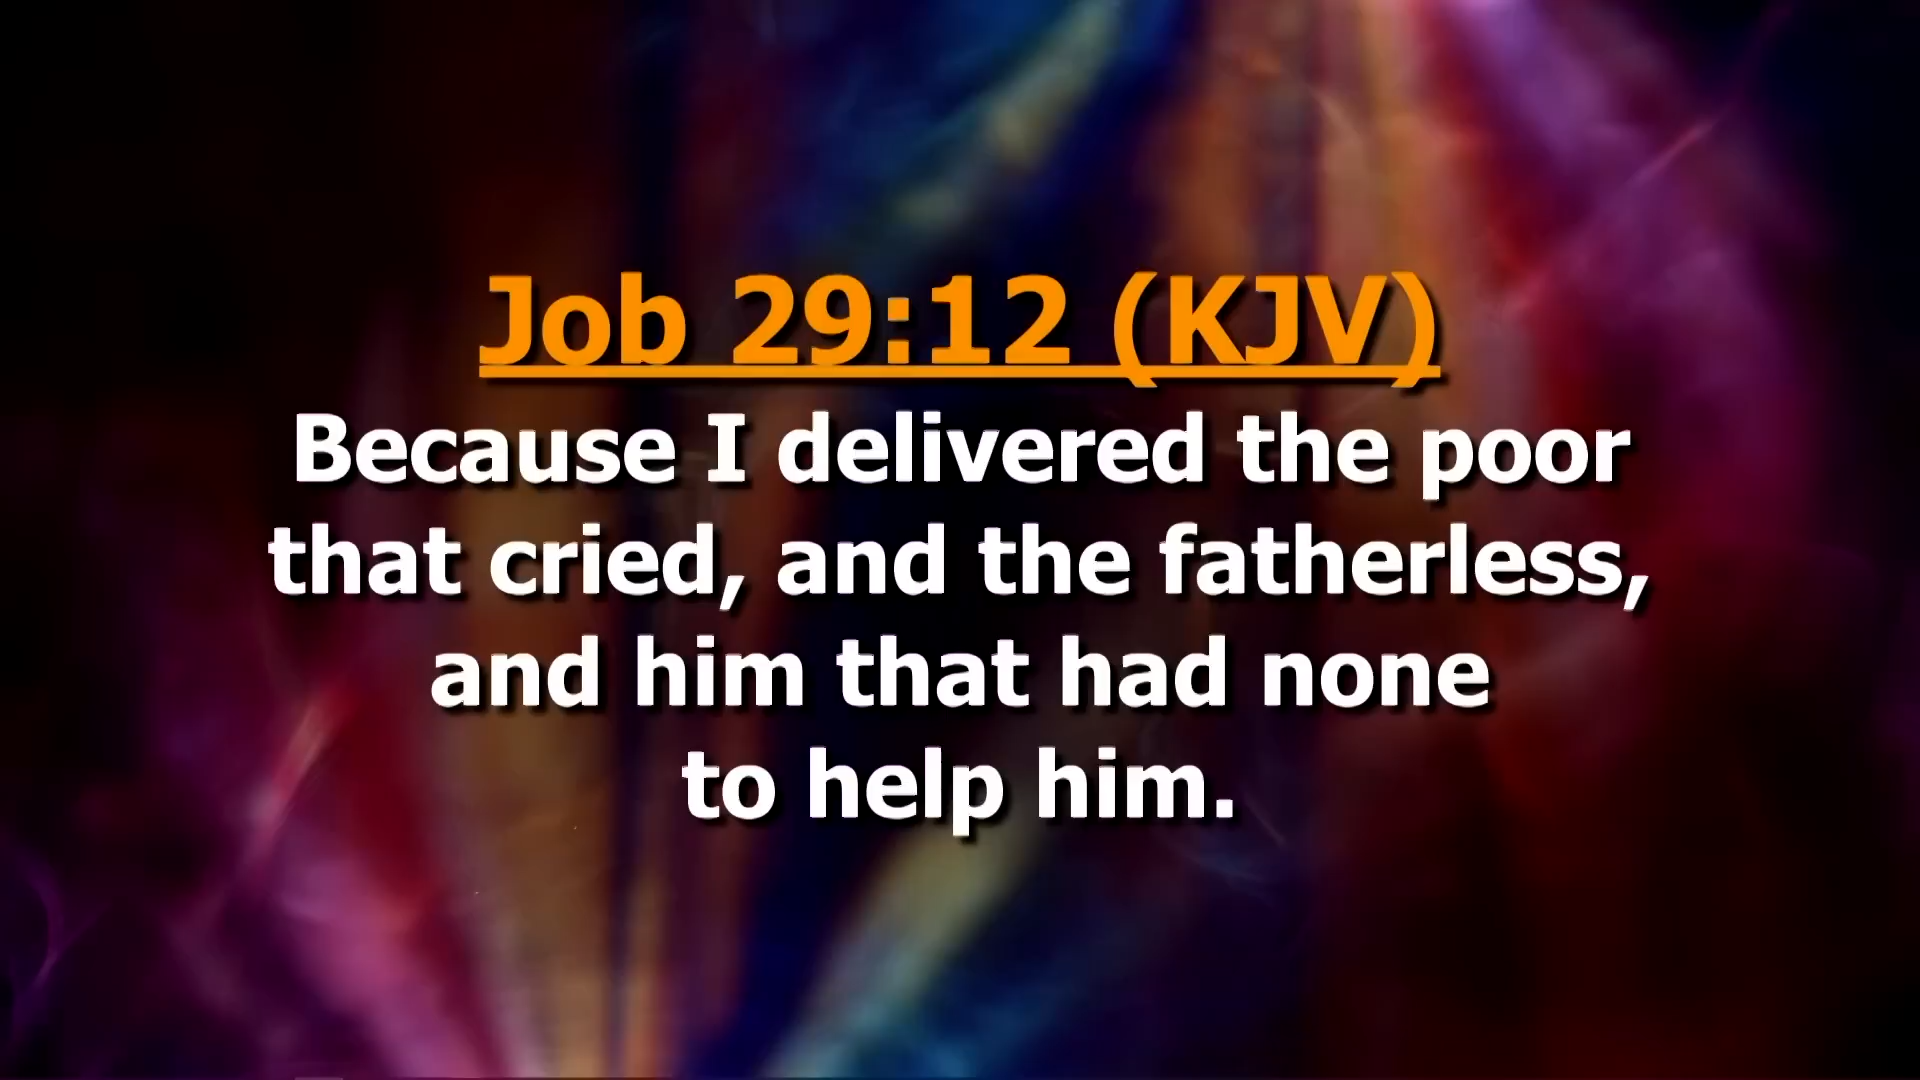 Job 29:12 (KJV)
Because I delivered the poor
that cried, and the fatherless,
and him that had none
to help him.